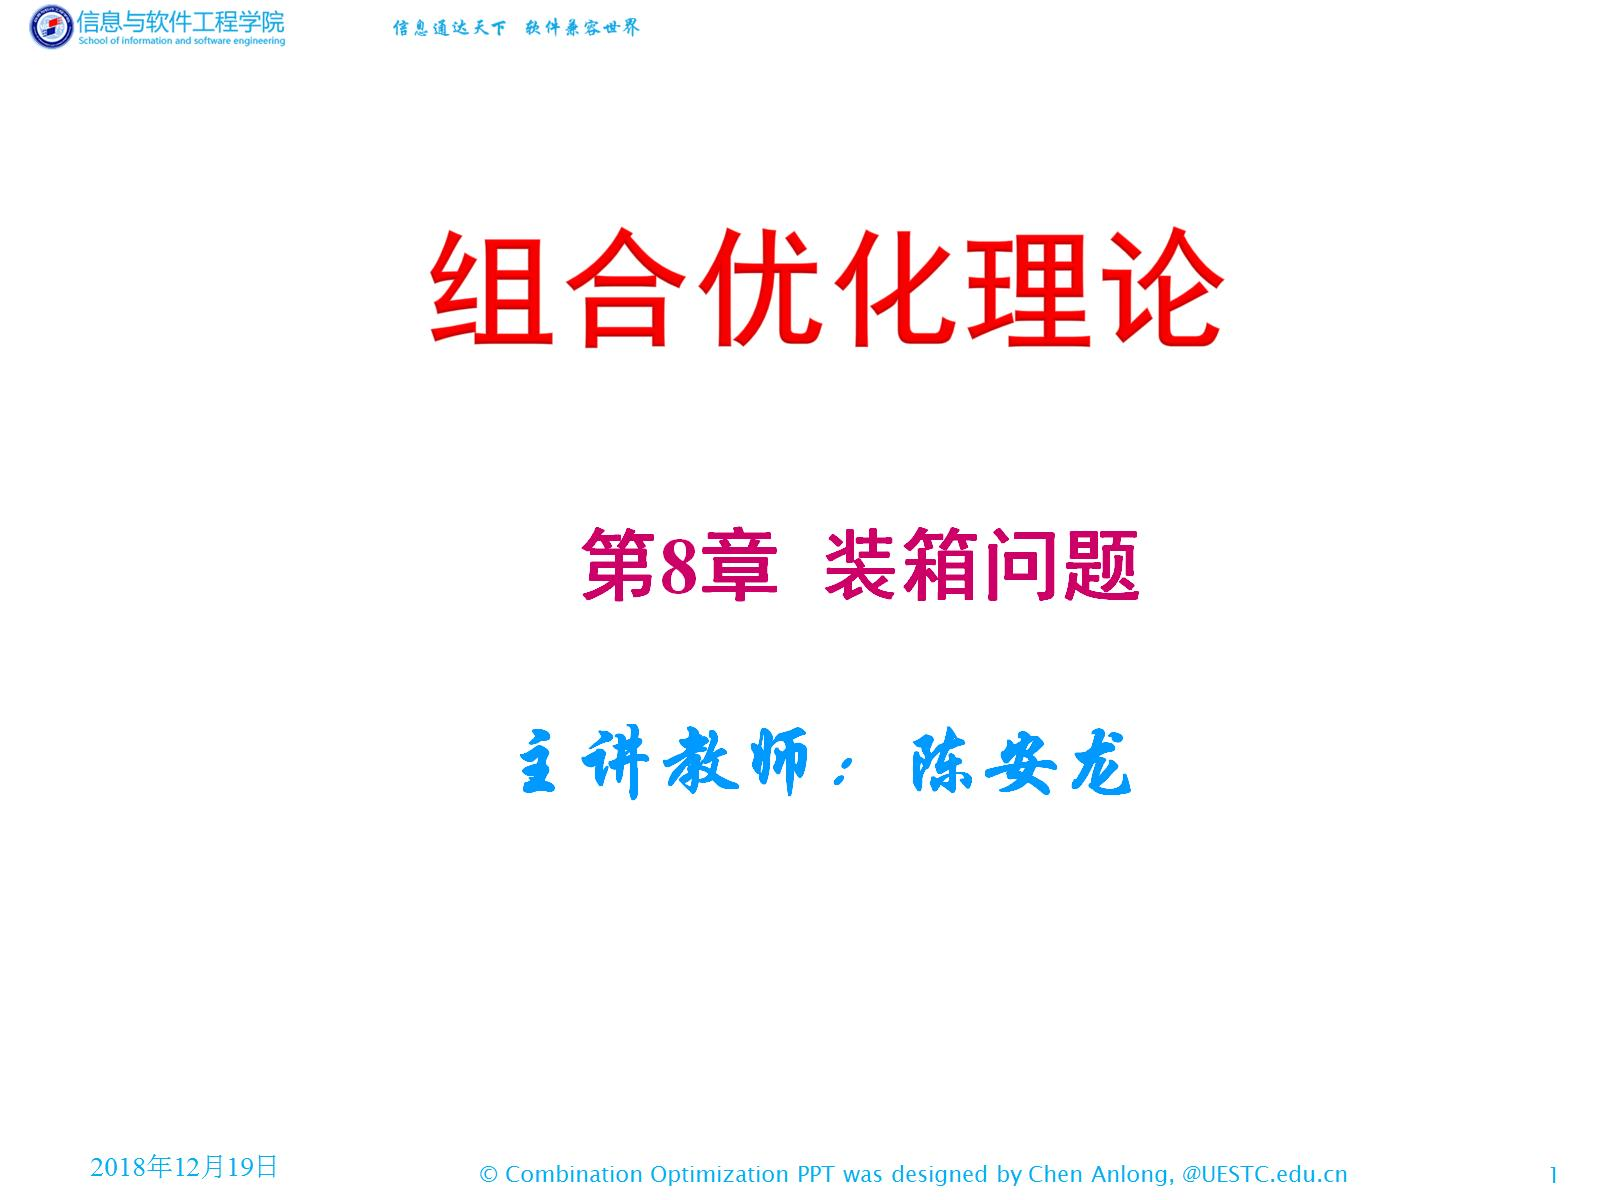 信息与软件工程学院
School of information and software engineering
信息通达天下 软件兼容世界
组合优化理论
第8章 装箱问题
主讲教师：陈安龙
2018年12月19日
© Combination Optimization PPT was designed by Chen Anlong, @UESTC.edu.cn
1